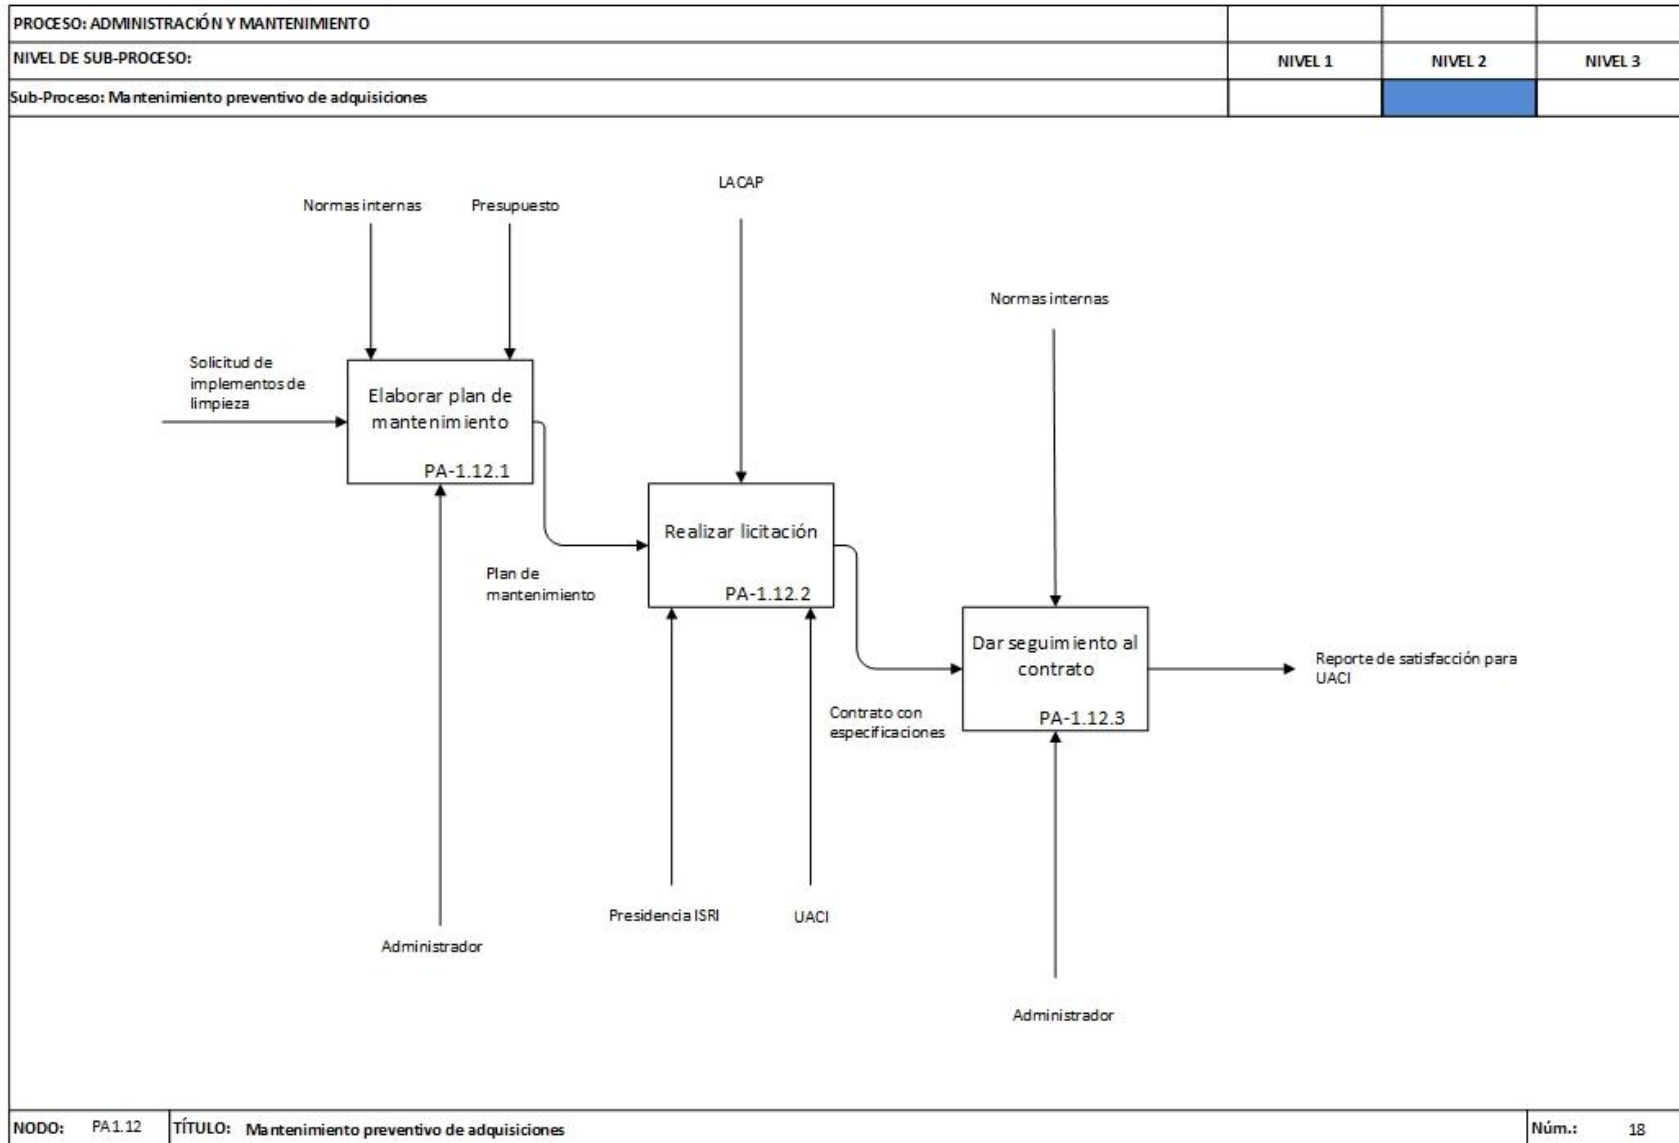 PROCESO: ADMINISTRACIÓN Y MANTENIMIENTO
NIVEL DE SUB-PROCESO:
NIVEL 1
NIVEL 2
NIVEL 3
Sub-Proceso: Mantenimiento preventivo de adquisiciones
LACAP
Normas internas
Presupuesto
Normas internas
Solicitud de
implementos de
limpieza
Elaborar plan de
mantenimiento
PA-1.12.1
Realizar licitación
PA-1.12.2
Plan de
mantenimiento
Dar seguimiento al
contrato
PA-1.12.3
Reporte de satisfacción para
UACI
Contrato con
especificaciones
Presidencia ISRI
UACI
Administrador
Administrador
NODO: PA1.12
TÍTULO: Mantenimiento preventivo de adquisiciones
Núm.: 18